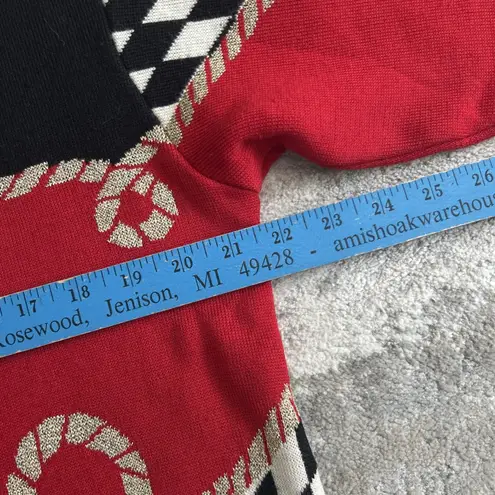 17 18 19 20 21 22 23 24 25 26
Rosewood, Jenison, MI 49428 - amishoakwarehous